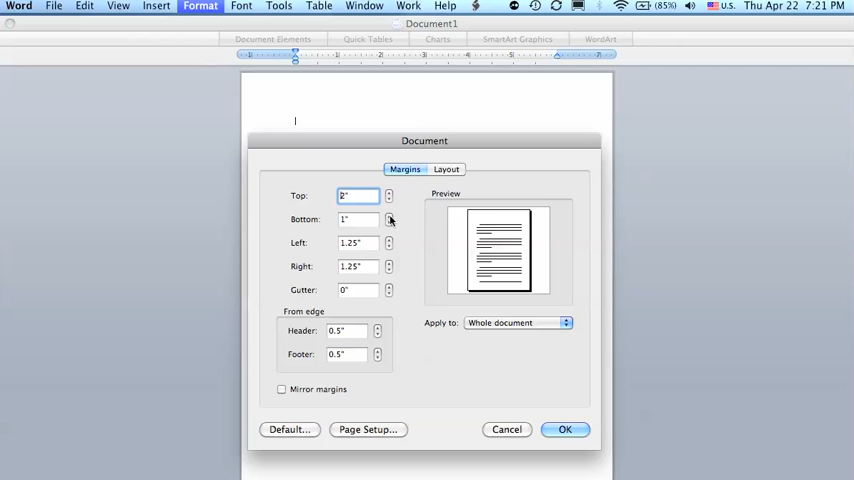 Word File Edit View Insert Format Font Tools Table Window Work Help (85%) U.S. Thu Apr 22 7:21 PM
Document1
Document Elements Quick Tables Charts SmartArt Graphics WordArt
Document
Margins Layout
Top: 2"
Preview
Bottom: 1"
Left: 1.25"
Right: 1.25"
Gutter: 0"
From edge
Apply to: Whole document
Header: 0.5"
Footer: 0.5"
Mirror margins
Default... Page Setup... Cancel OK